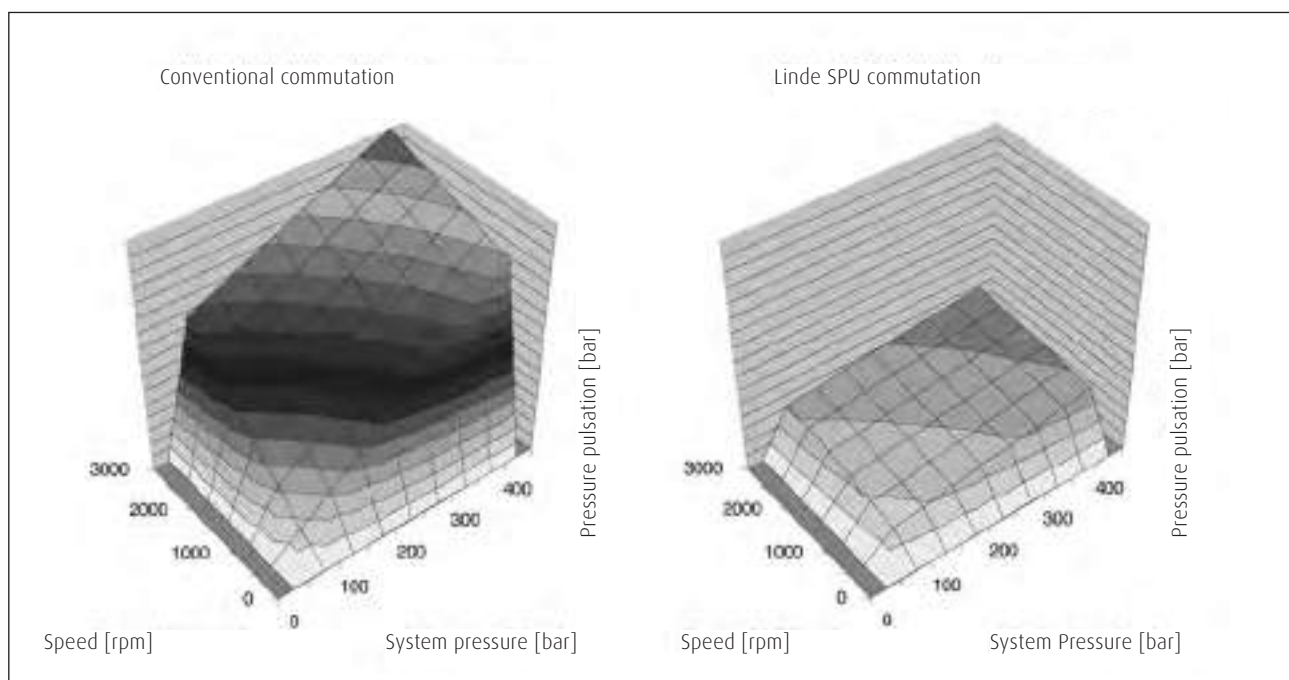 Conventional commutation
Linde SPU commutation
Pressure pulsation [bar]
3000
2000
1000
0
0
100
200
300
400
Speed [rpm]
System pressure [bar]
Pressure pulsation [bar]
3000
2000
1000
0
0
100
200
300
400
Speed [rpm]
System Pressure [bar]